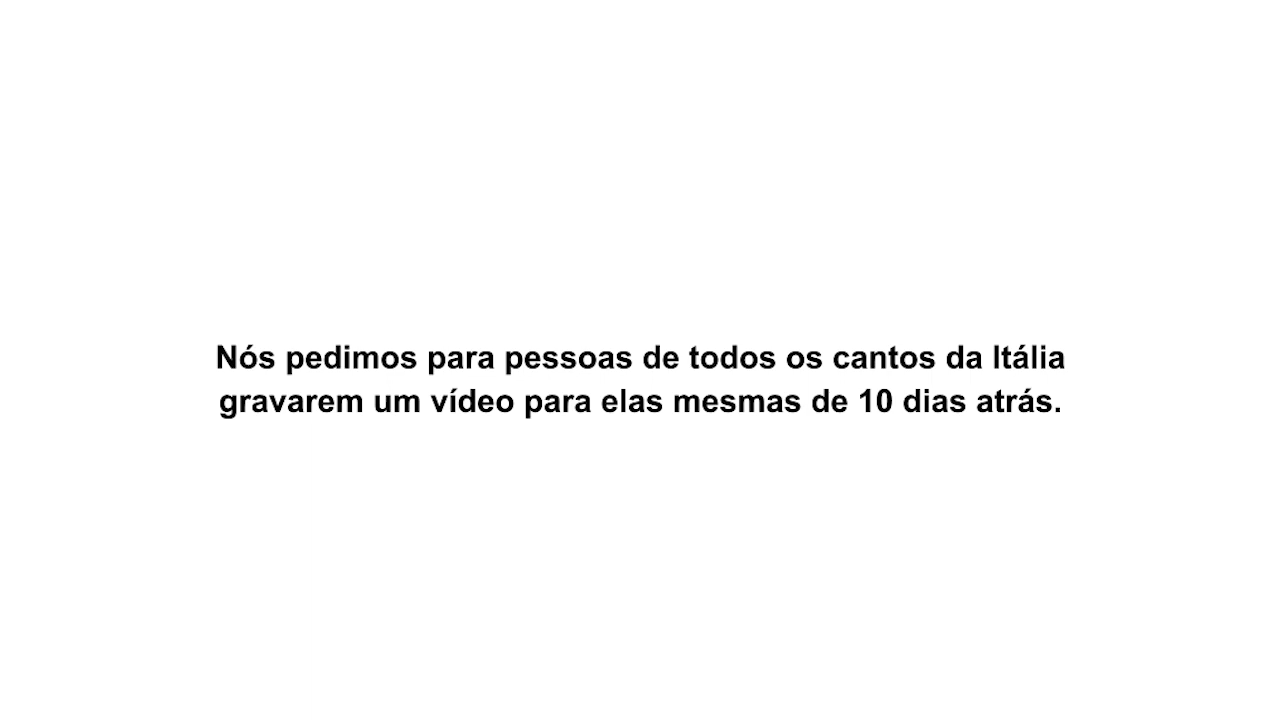 Nós pedimos para pessoas de todos os cantos da Itália
gravarem um vídeo para elas mesmas de 10 dias atrás.